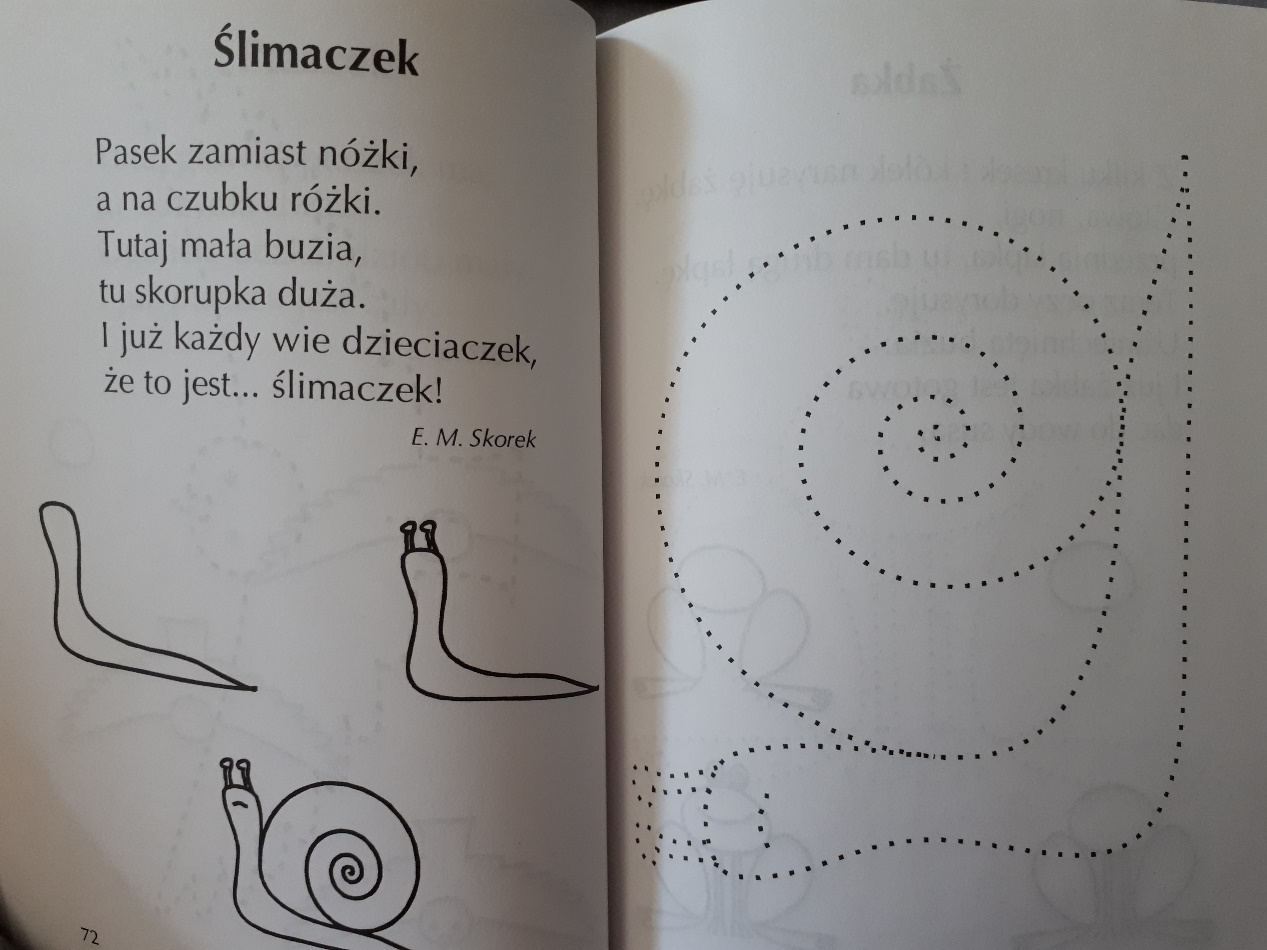 Ślimaczek
Pasek zamiast nóżki,
a na czubku różki.
Tutaj mała buzia,
tu skorupka duża.
I już każdy wie dzieciaczek,
że to jest... ślimaczek!
E. M. Skorek
72